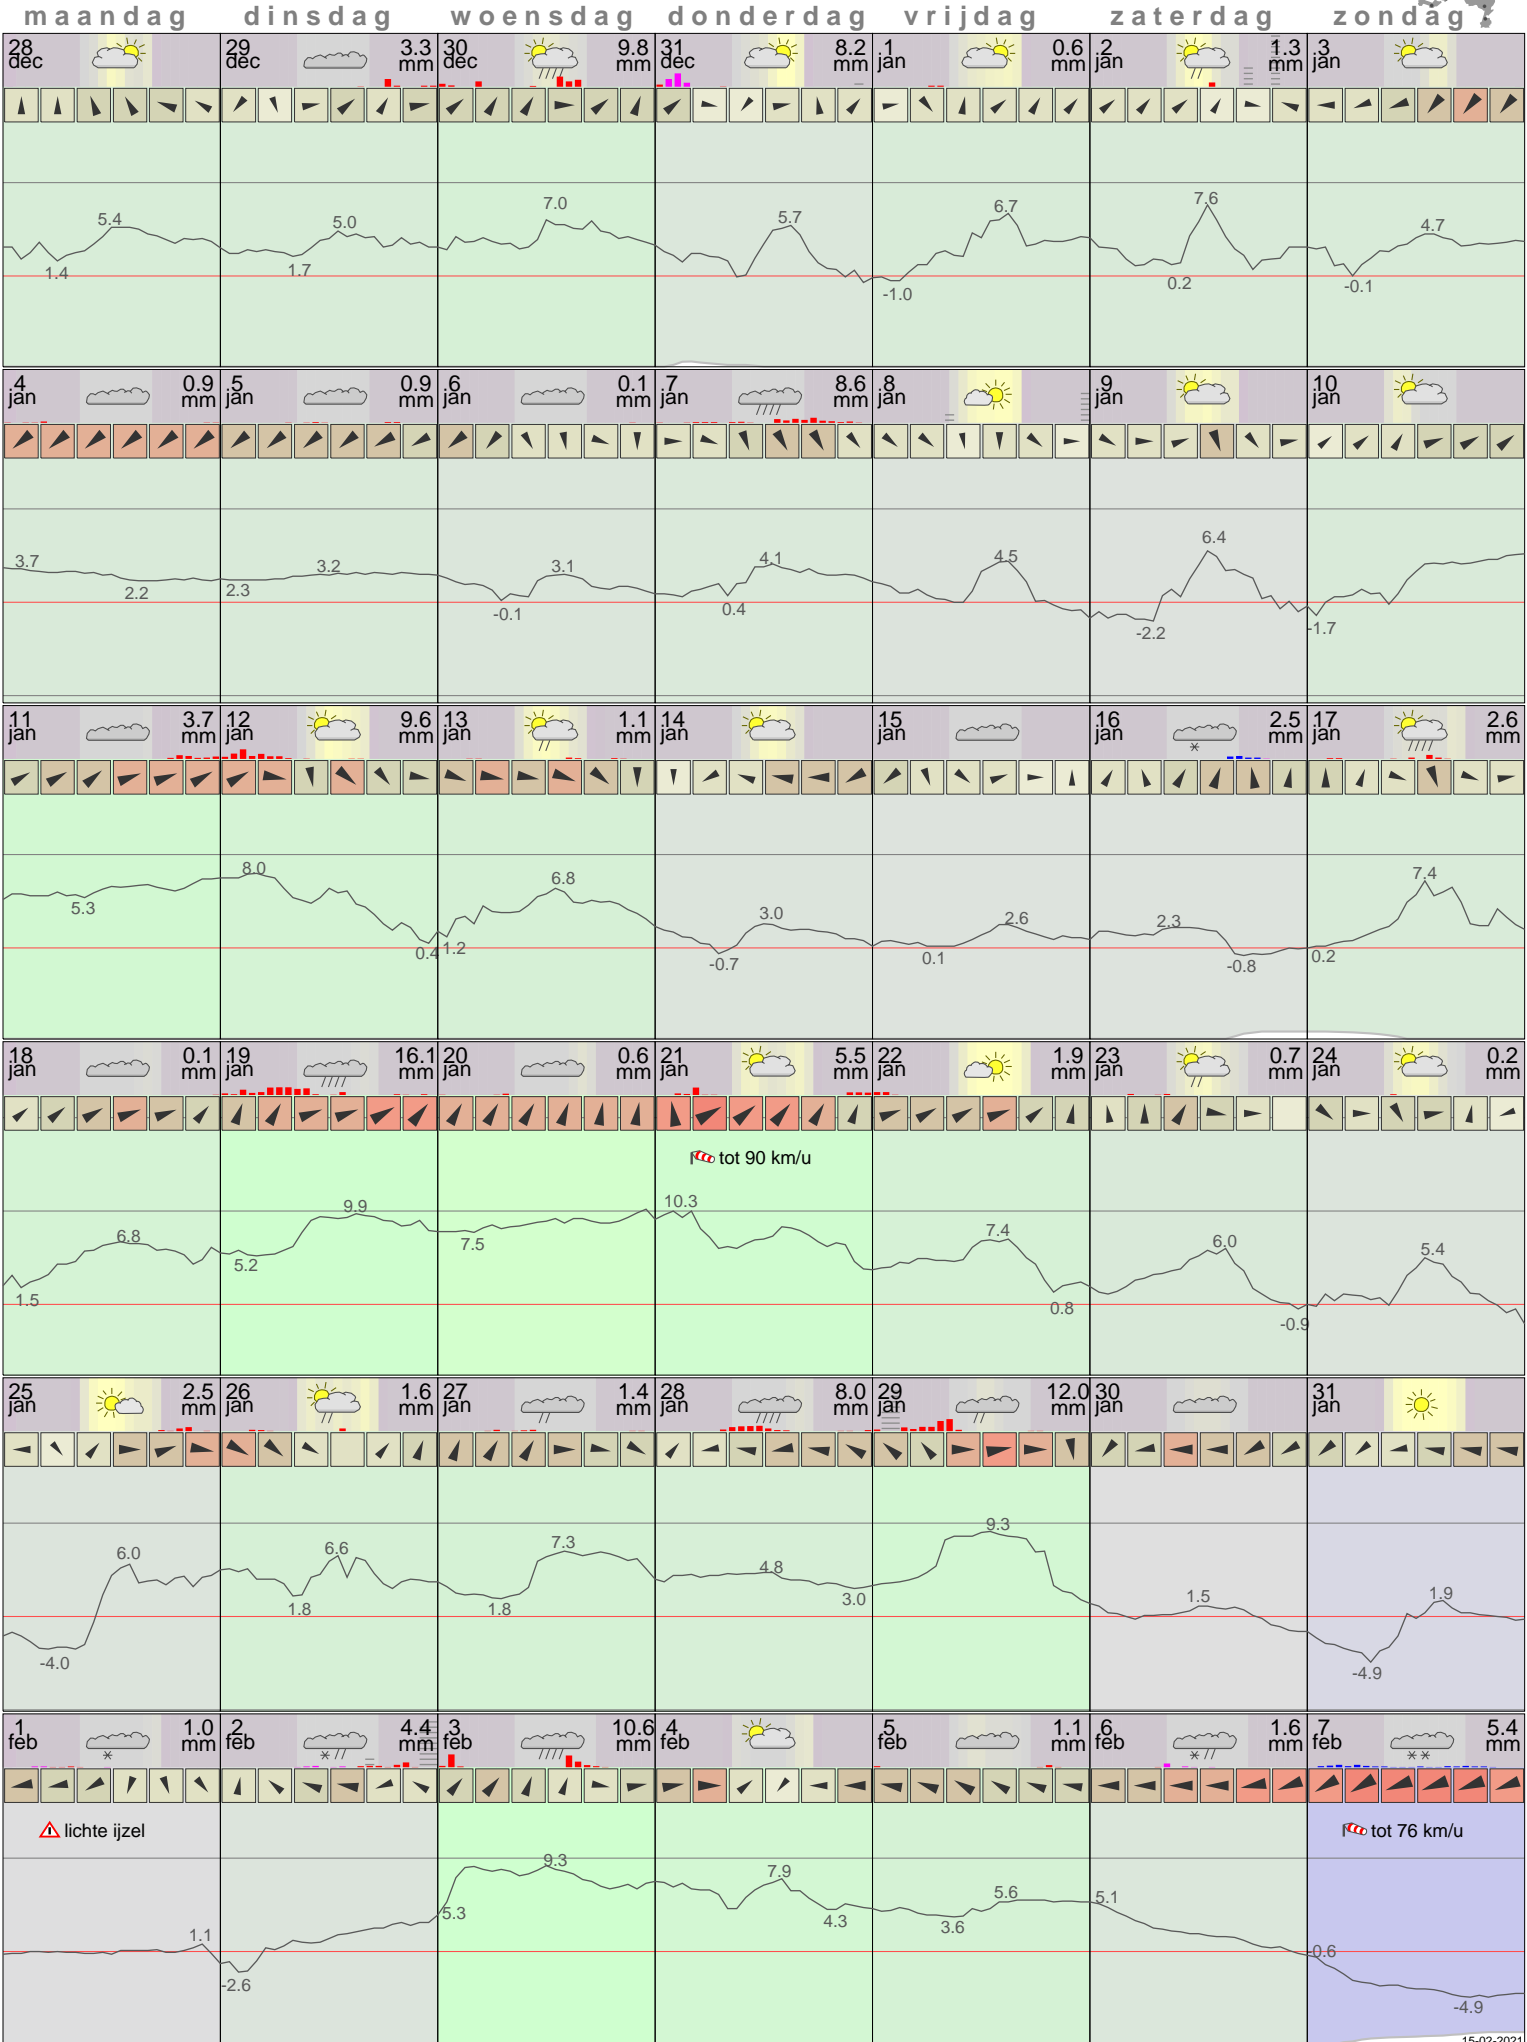 maandag dinsdag woensdag donderdag vrijdag zaterdag zondag
28 29 3.3 30 9.8 31 8.2 1 0.6 2 1.3 3
dec dec mm dec mm dec mm jan mm jan mm jan
5.4 5.0 7.0 5.7 6.7 7.6 4.7
1.4 1.7 -1.0 0.2 -0.1
4 0.9 5 0.9 6 0.1 7 8.6 8 9 10
jan mm jan mm jan mm jan mm jan jan jan
3.7 3.2 3.1 4.1 4.5 6.4
2.2 2.3 -0.1 0.4 -2.2 -1.7
11 3.7 12 9.6 13 1.1 14 15 16 2.5 17 2.6
jan mm jan mm jan mm jan jan jan mm jan mm
8.0 6.8 3.0 2.6 2.3 7.4
5.3 0.4 1.2 -0.7 0.1 -0.8 0.2
18 0.1 19 16.1 20 0.6 21 5.5 22 1.9 23 0.7 24 0.2
jan mm jan mm jan mm jan mm jan mm jan mm jan mm
tot 90 km/u
6.8 9.9 10.3 7.4 6.0 5.4
1.5 5.2 7.5 0.8 -0.9
25 2.5 26 1.6 27 1.4 28 8.0 29 12.0 30 31
jan mm jan mm jan mm jan mm jan mm jan jan
6.0 6.6 7.3 4.8 9.3 1.5 1.9
-4.0 1.8 1.8 3.0 -4.9
1 1.0 2 4.4 3 10.6 4 5 1.1 6 1.6 7 5.4
feb mm feb mm feb mm feb feb mm feb mm feb mm
lichte ijzel tot 76 km/u
1.1 9.3 7.9 5.6 5.1 -0.6
-2.6 5.3 4.3 3.6 -4.9
15-02-2021